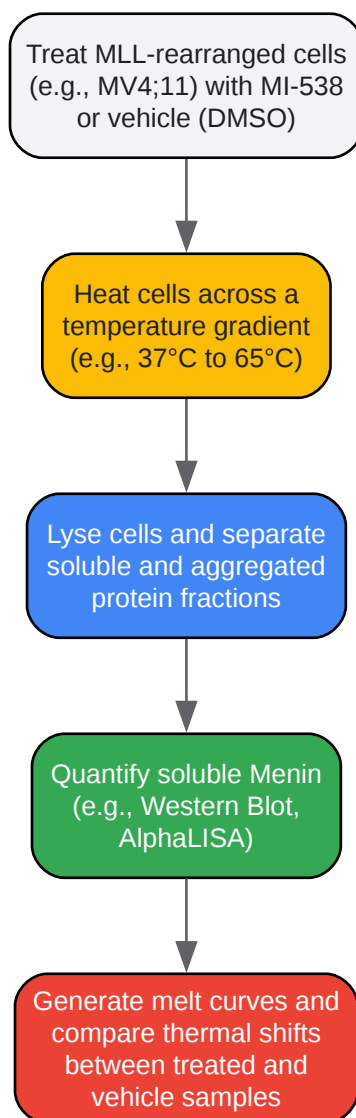 Treat MLL-rearranged cells
(e.g., MV4;11) with MI-538
or vehicle (DMSO)
Heat cells across a
temperature gradient
(e.g., 37°C to 65°C)
Lyse cells and separate
soluble and aggregated
protein fractions
Quantify soluble Menin
(e.g., Western Blot,
AlphaLISA)
Generate melt curves and
compare thermal shifts
between treated and
vehicle samples